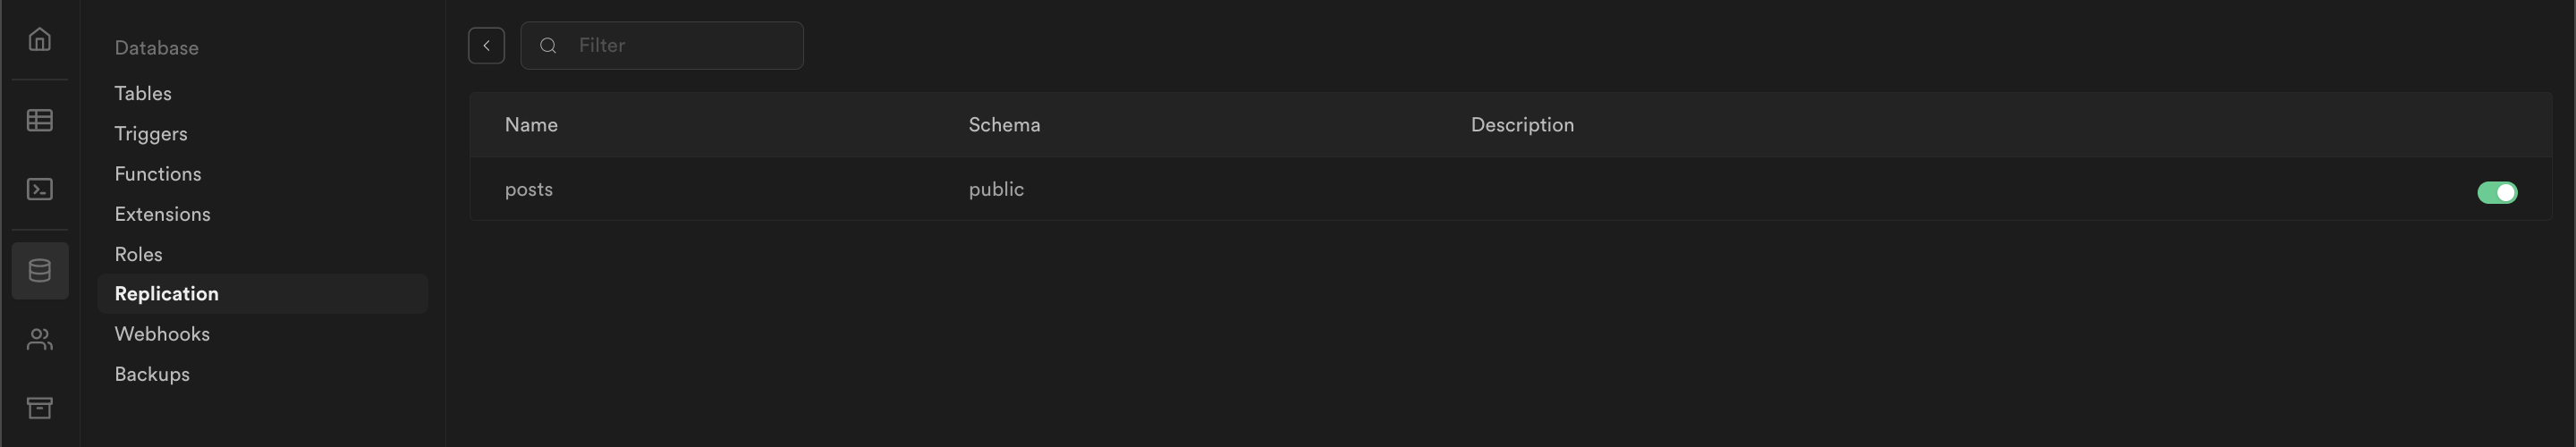 Database
Tables
Triggers
Functions
Extensions
Roles
Replication
Webhooks
Backups
Filter
Name Schema Description
posts public